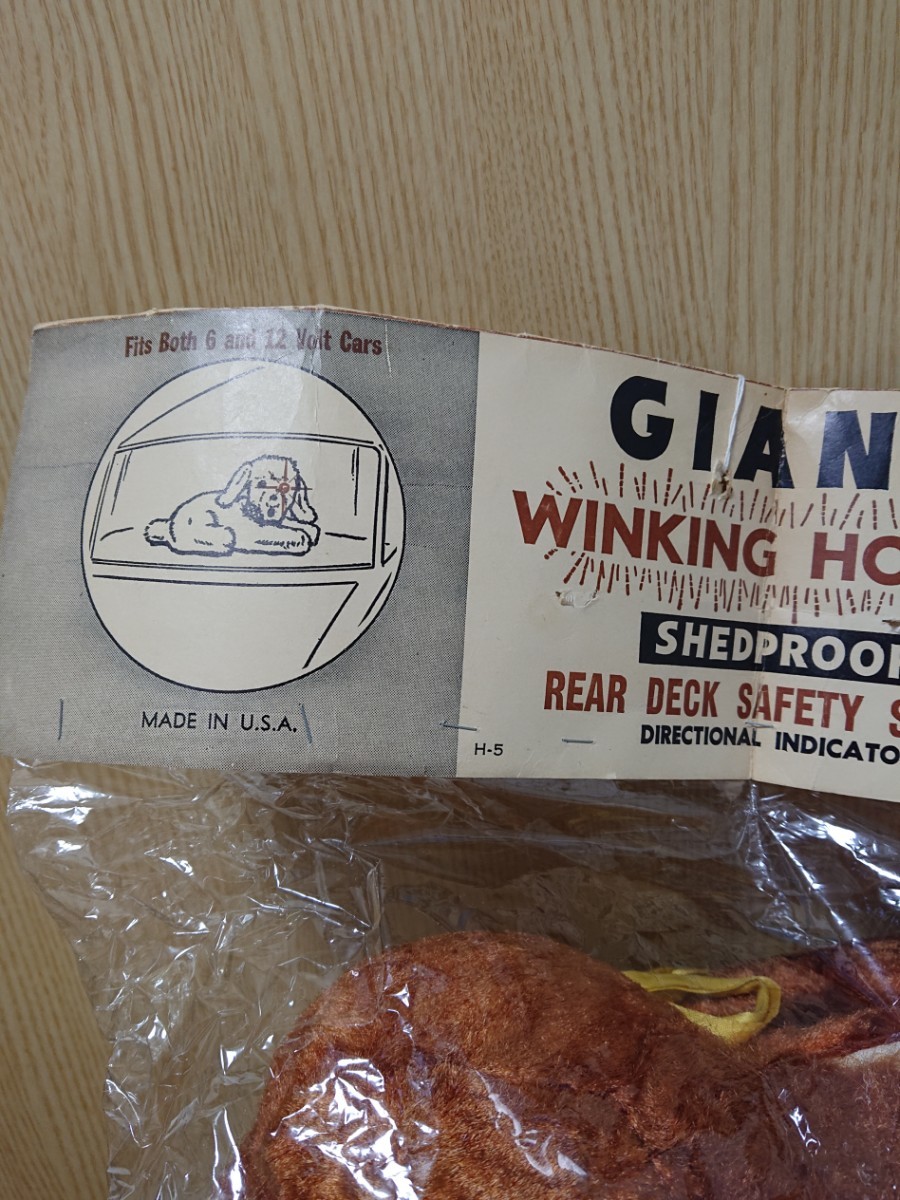 Fits Both 6 and 12 Volt Cars
MADE IN U.S.A.
GIAN
WINKING HO
SHEDPROOF
REAR DECK SAFETY S
DIRECTIONAL INDICATO
H-5